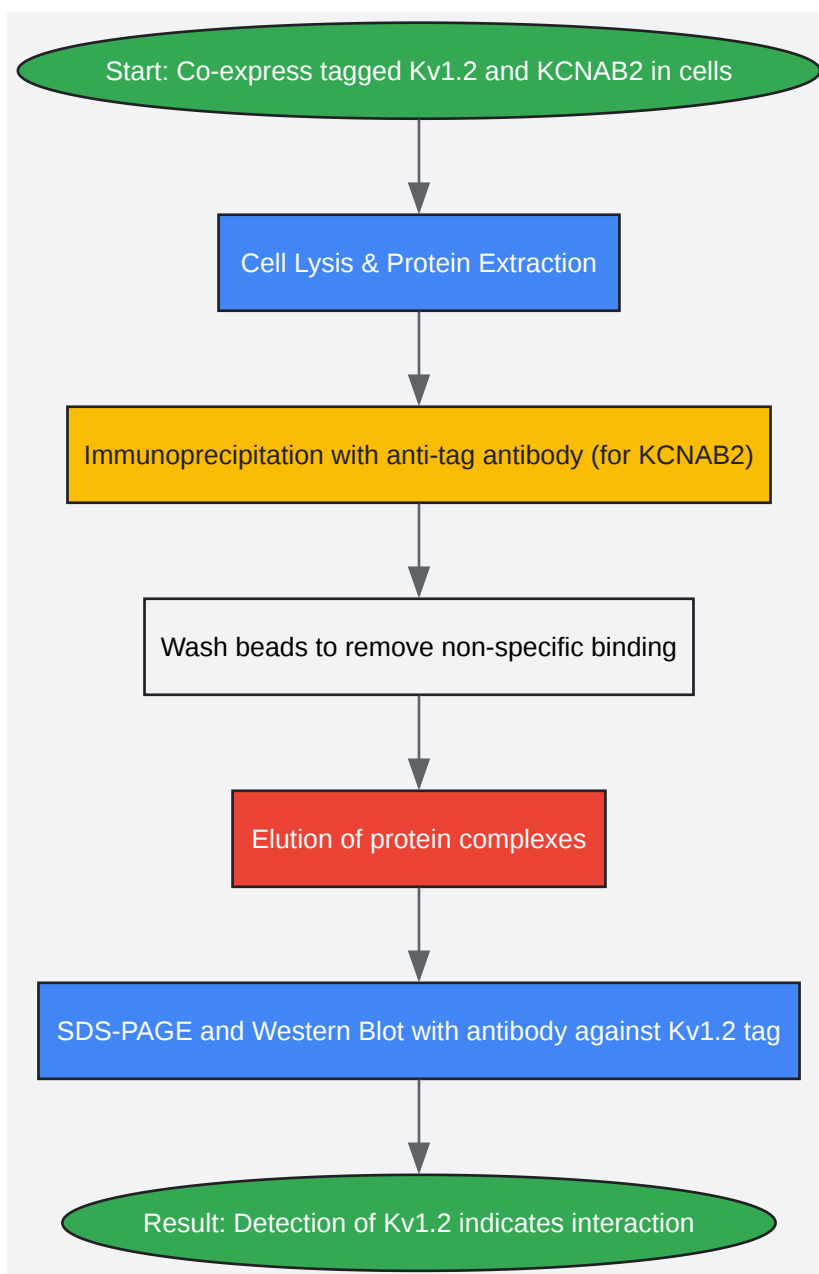 Start: Co-express tagged Kv1.2 and KCNAB2 in cells
Cell Lysis & Protein Extraction
Immunoprecipitation with anti-tag antibody (for KCNAB2)
Wash beads to remove non-specific binding
Elution of protein complexes
SDS-PAGE and Western Blot with antibody against Kv1.2 tag
Result: Detection of Kv1.2 indicates interaction